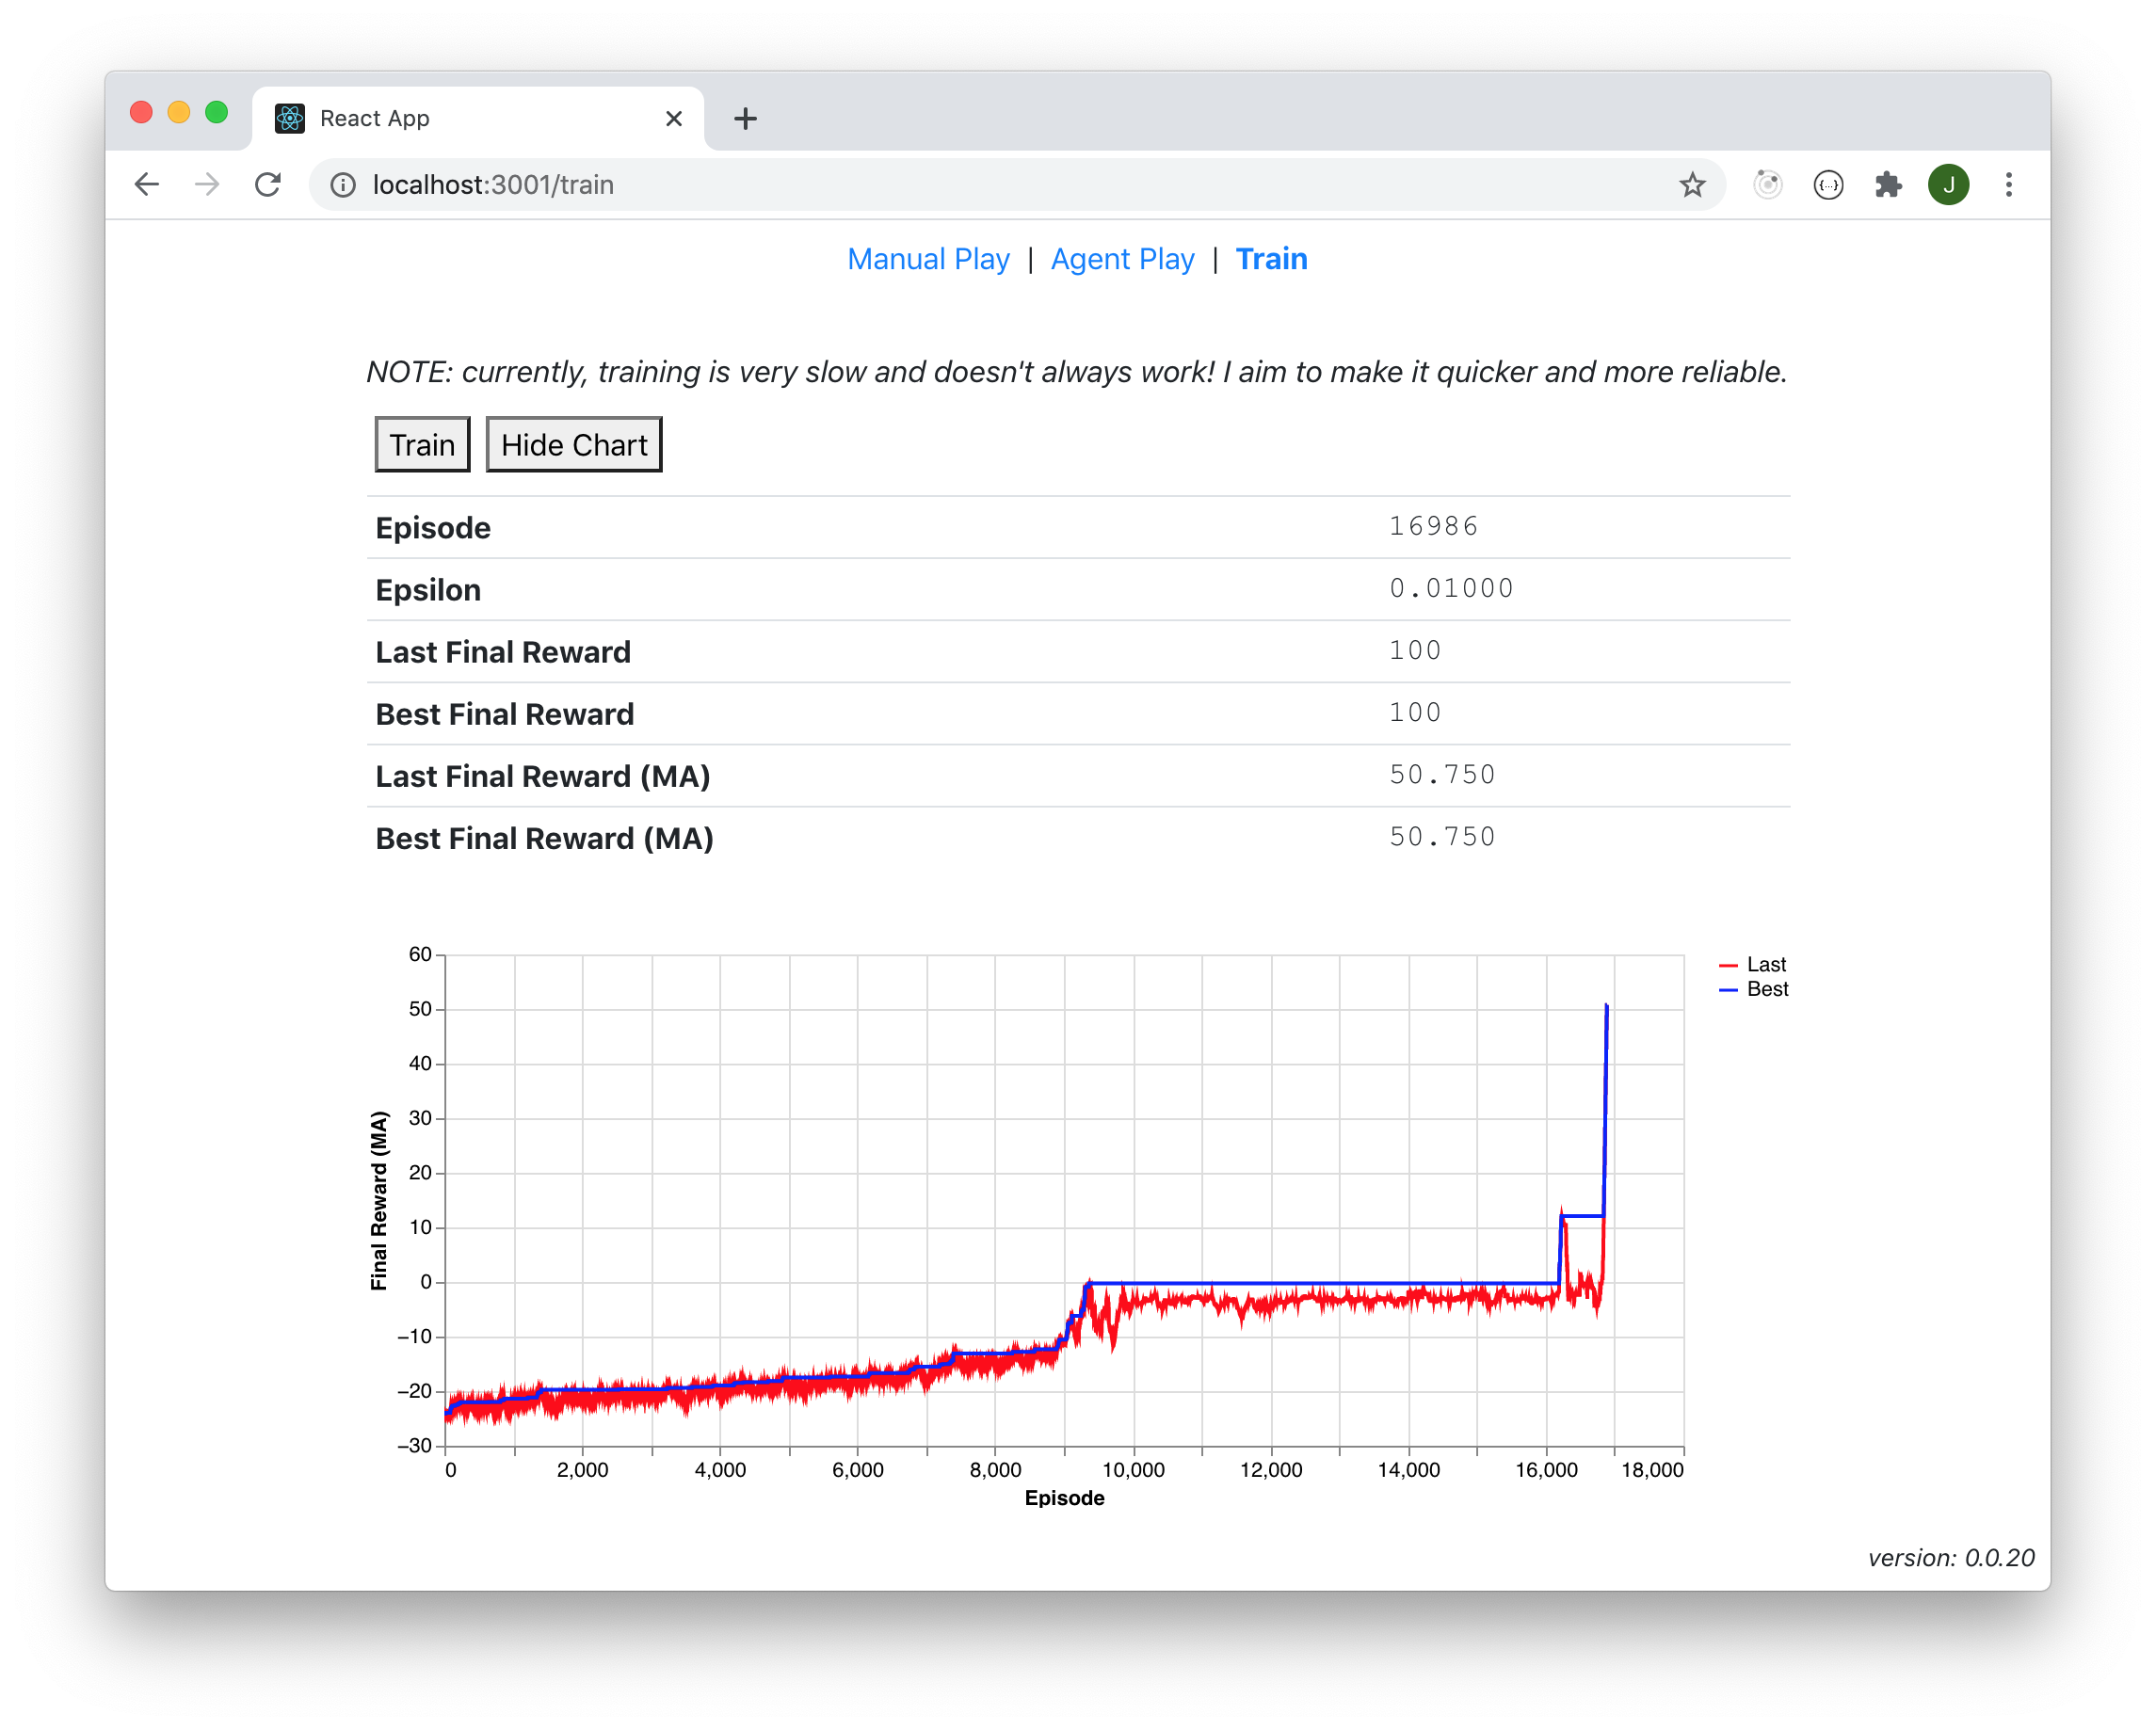 React App
localhost:3001/train
J
Manual Play | Agent Play | Train
NOTE: currently, training is very slow and doesn't always work! I aim to make it quicker and more reliable.
Train Hide Chart
Episode 16986
Epsilon 0.01000
Last Final Reward 100
Best Final Reward 100
Last Final Reward (MA) 50.750
Best Final Reward (MA) 50.750
Last
Best
60
50
40
30
20
10
0
−10
−20
−30
Final Reward (MA)
0 2,000 4,000 6,000 8,000 10,000 12,000 14,000 16,000 18,000
Episode
version: 0.0.20